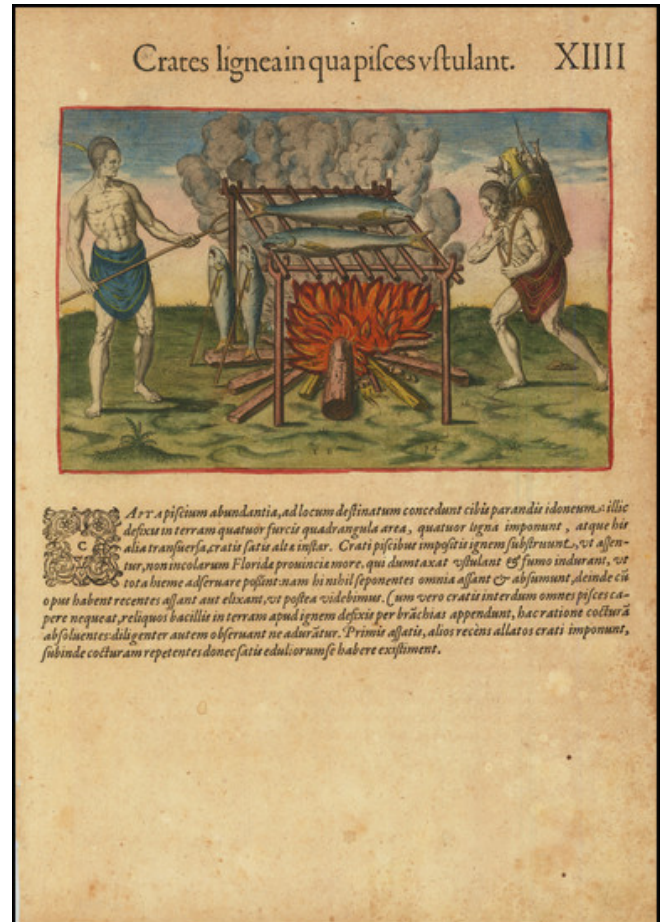 Crates lignea in qua pisces vstulant. XIIII
CAPTA piscium abundantia, ad locum destinatum concedunt cibis parandis idoneum: illic
defixis in terram quatuor furcis quadrangula area, quatuor ligna imponunt, atque his
alia transuersa, cratis satis altæ instar. Crati piscibus impositis ignem substruunt, vt assen-
tur, non incolarum Floridæ prouinciæ more, qui dumtaxat vstulant & fumo indurant, vt
tota hieme adseruare possint: nam hi nihil seponentes omnia assant & absumunt, deinde cũ
opus habent recentes assant aut elixant, vt postea videbimus. Cum vero cratis interdum omnes pisces ca-
pere nequeat, reliquos bacillis in terram apud ignem defixis per brãchias appendunt, hac ratione cocturã
absoluentes: diligenter autem obseruant ne adurãtur. Primis assatis, alios recèns allatos crati imponunt,
subinde cocturam repetentes donec satis eduliorum se habere existiment.